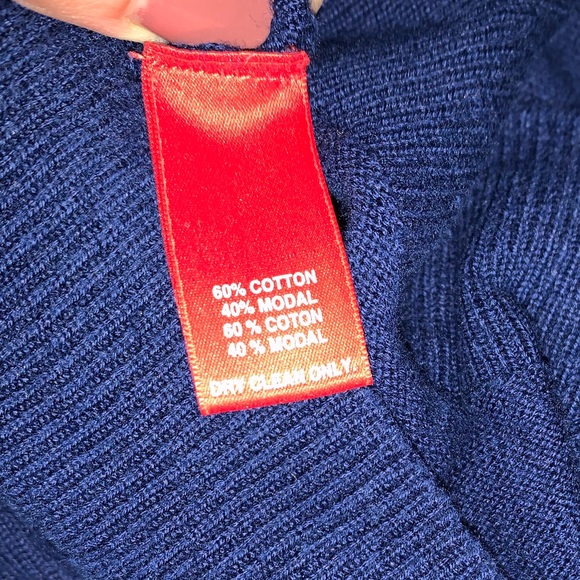 60% COTTON
40% MODAL
60 % COTON
40 % MODAL
DRY CLEAN ONLY.